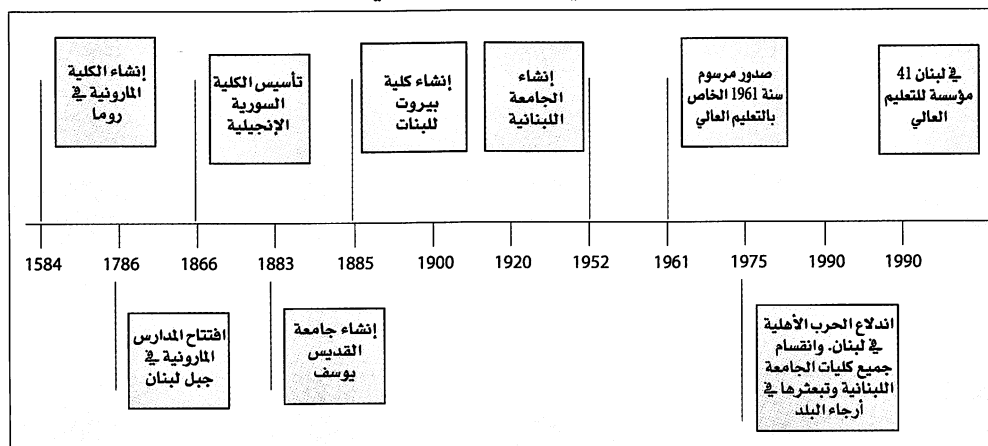 إنشاء الكلية
المارونية في
روما
تأسيس الكلية
السورية
الإنجيلية
إنشاء كلية
بيروت
للبنات
إنشاء
الجامعة
اللبنانية
صدور مرسوم
سنة 1961 الخاص
بالتعليم العالي
في لبنان 41
مؤسسة للتعليم
العالي
1584 1786 1866 1883 1885 1900 1920 1952 1961 1975 1990 1990
افتتاح المدارس
المارونية في
جبل لبنان
إنشاء جامعة
القديس
يوسف
اندلاع الحرب الأهلية
في لبنان. وانقسام
جميع كليات الجامعة
اللبنانية وتبعثرها في
أرجاء البلد